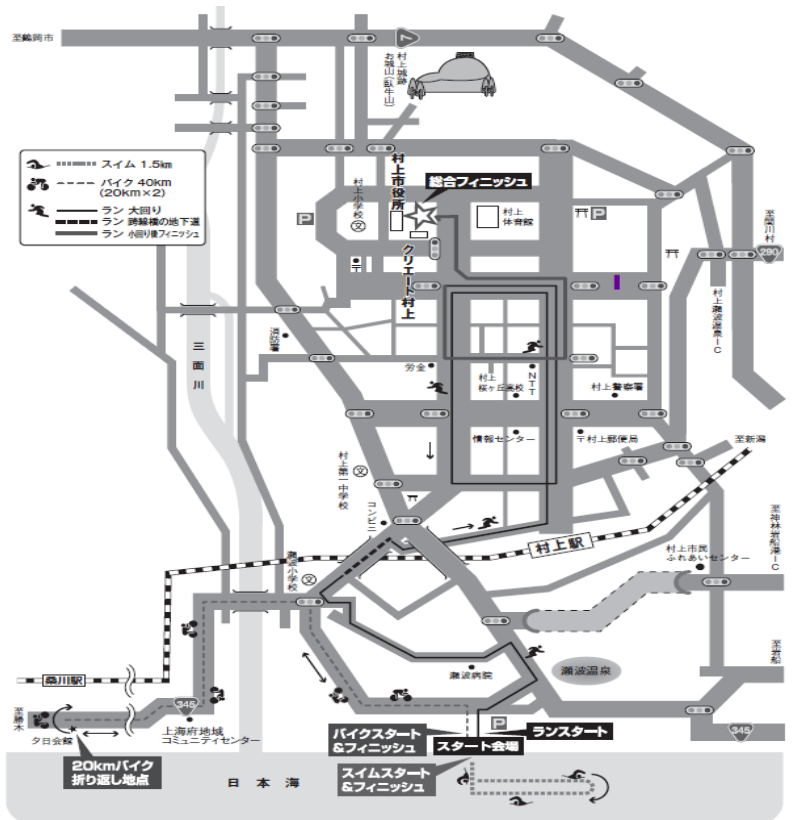 至鶴岡市
7
村上城跡
お城山(臥牛山)
スイム 1.5km
バイク 40km
(20km×2)
ラン 大回り
ラン 跨線橋の地下道
ラン 小回り後フィニッシュ
村上小学校
文
P
村上市役所
総合フィニッシュ
村上
体育館
P
至関川村
290
クリエート村上
〒
村上瀬波温泉IC
三面川
消防署
労金
村上
桜ヶ丘高校
NTT
村上警察署
情報センター
〒村上郵便局
至新潟
村上第一中学校
文
コンビニ
村上駅
至神林岩船港IC
村上市民
ふれあいセンター
瀬波小学校
文
瀬波病院
瀬波温泉
至岩船
桑川駅
至勝木
345
上海府地域
コミュニティセンター
夕日会館
20kmバイク
折り返し地点
P
バイクスタート
&フィニッシュ
スタート会場
ランスタート
345
スイムスタート
&フィニッシュ
日本海